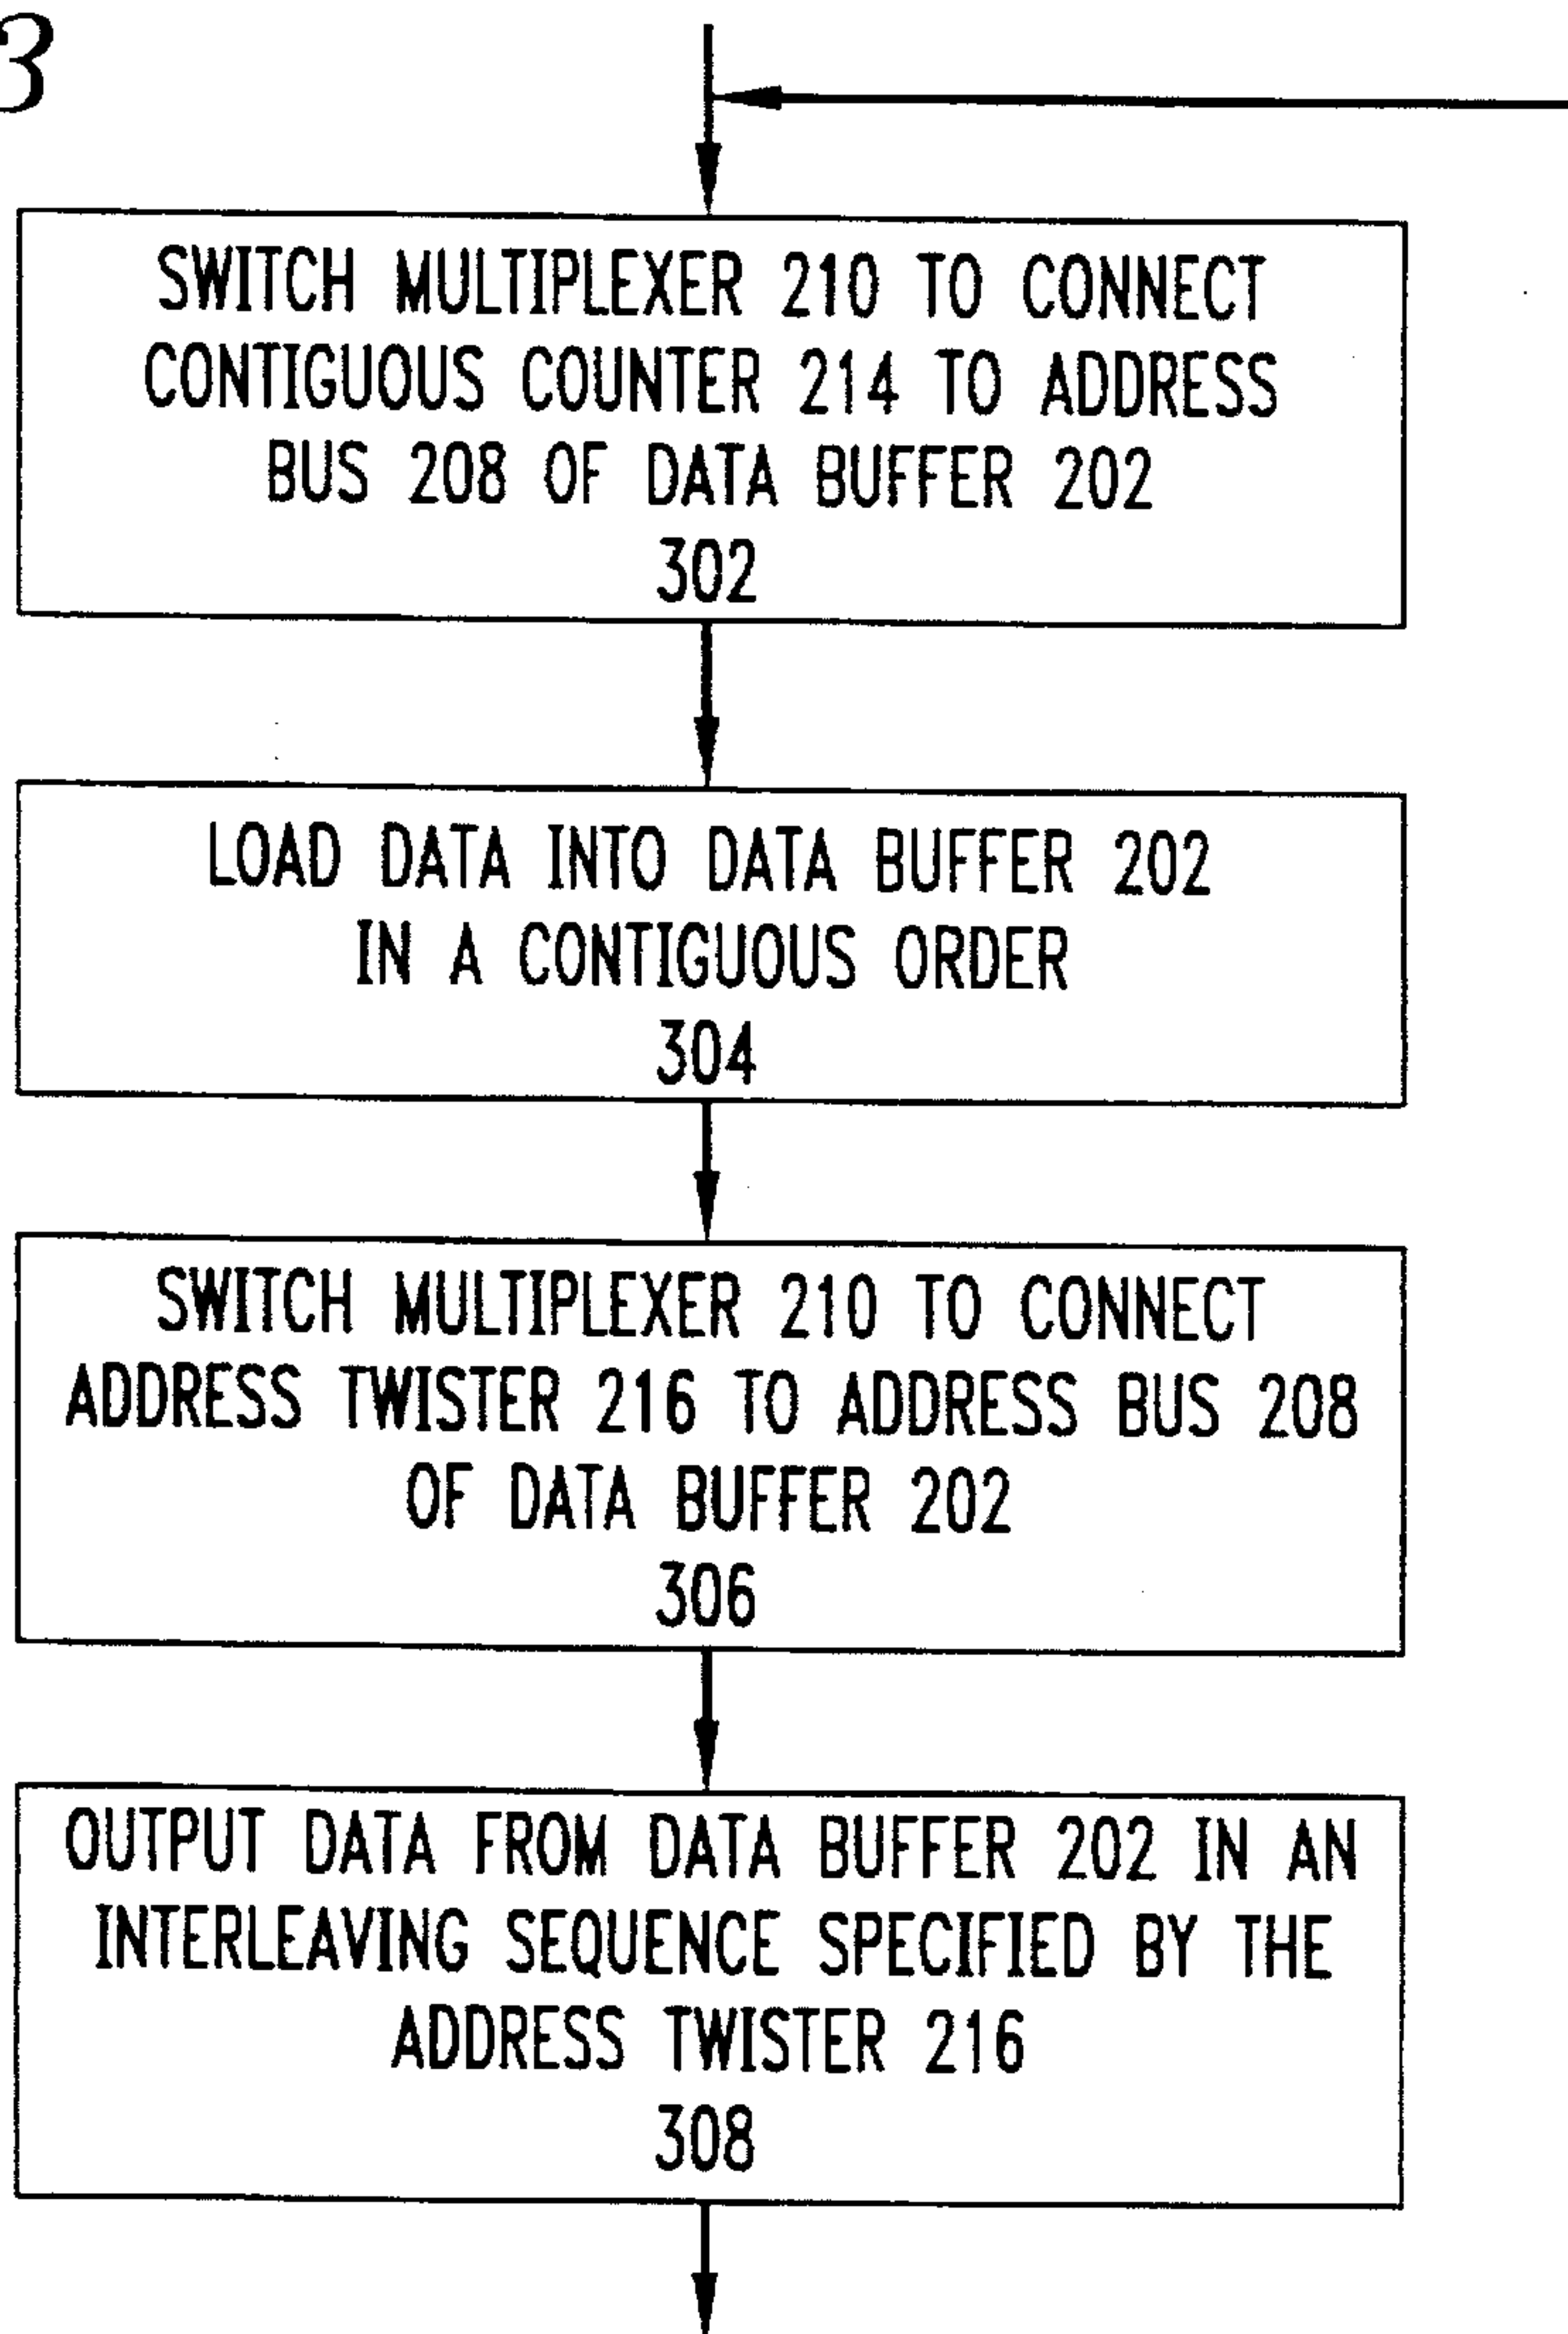 3
SWITCH MULTIPLEXER 210 TO CONNECT
CONTIGUOUS COUNTER 214 TO ADDRESS
BUS 208 OF DATA BUFFER 202
302
LOAD DATA INTO DATA BUFFER 202
IN A CONTIGUOUS ORDER
304
SWITCH MULTIPLEXER 210 TO CONNECT
ADDRESS TWISTER 216 TO ADDRESS BUS 208
OF DATA BUFFER 202
306
OUTPUT DATA FROM DATA BUFFER 202 IN AN
INTERLEAVING SEQUENCE SPECIFIED BY THE
ADDRESS TWISTER 216
308